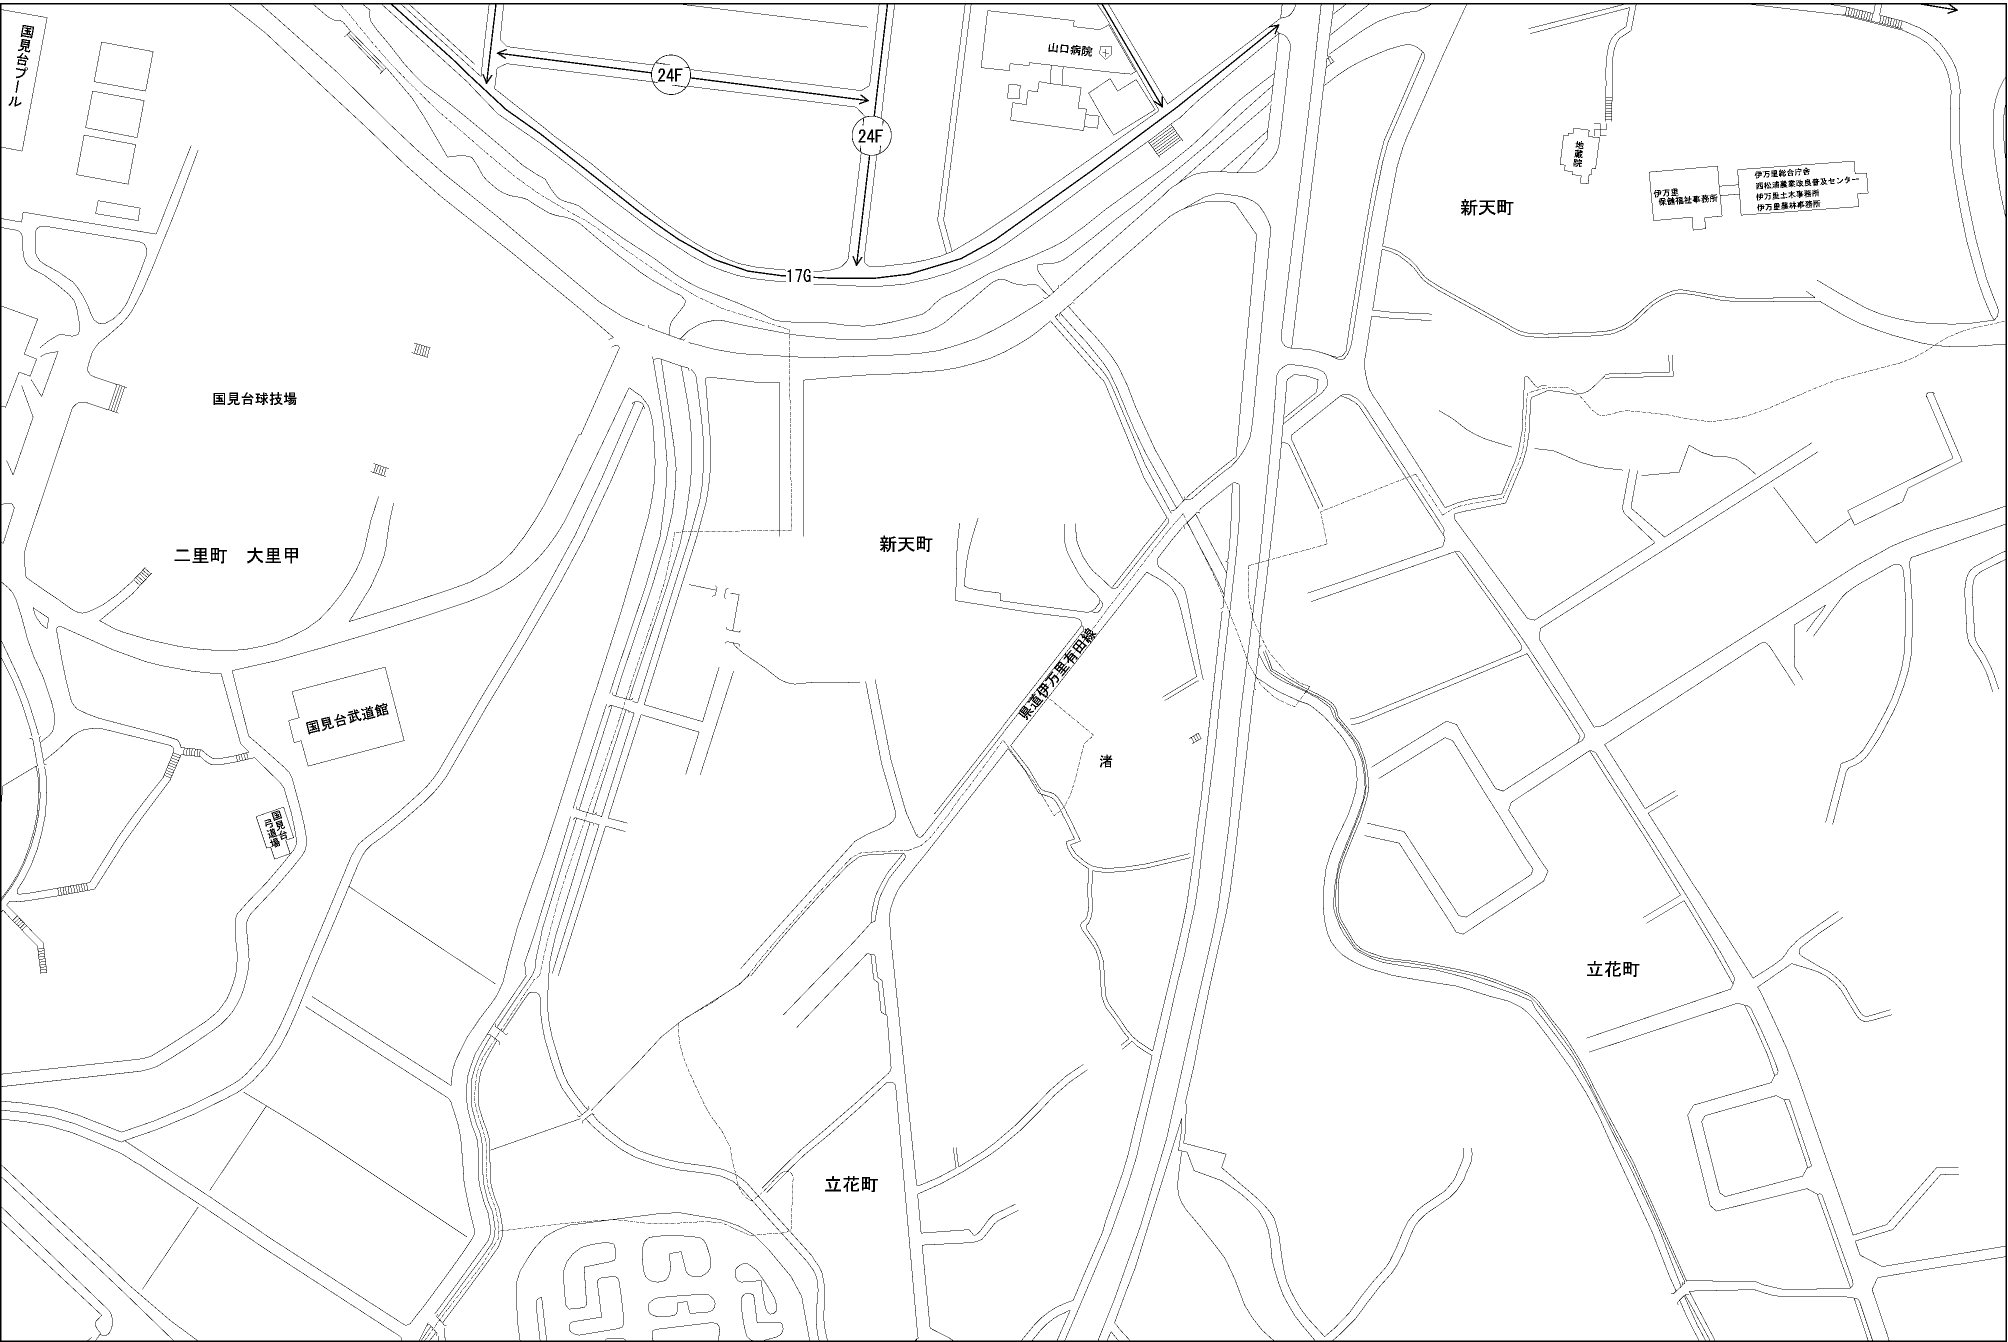 国見台プール
24F
山口病院
24F
地蔵院
伊万里
保健福祉事務所
伊万里総合庁舎
西松浦農業改良普及センター
伊万里土木事務所
伊万里農林事務所
新天町
17G
国見台球技場
二里町 大里甲
新天町
県道伊万里有田線
国見台武道館
渚
国見台
弓道場
立花町
立花町